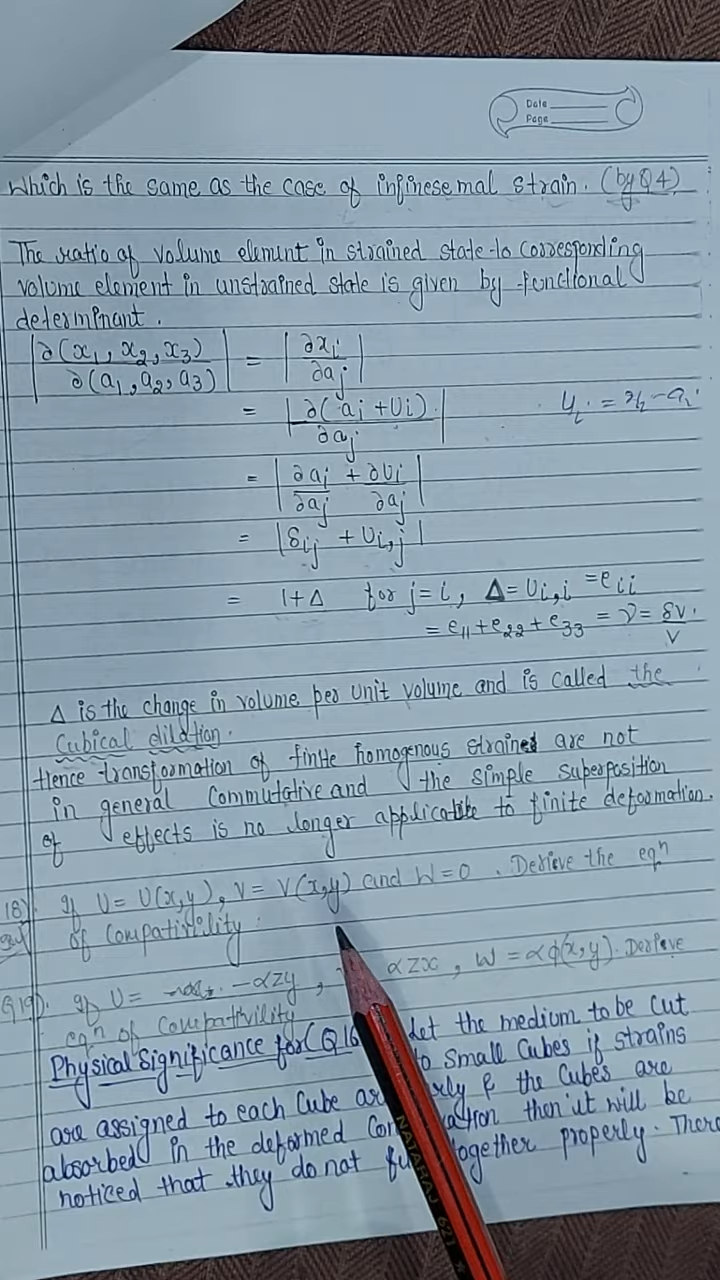 Date
Page
Which is the same as the case of infinesemal strain. (by Q4)
The ratio of volume element in strained state to corresponding
volume element in unstrained state is given by functional
determinant.
|∂(x₁, x₂, x₃)/∂(a₁, a₂, a₃)| = |∂xᵢ/∂aⱼ|
= |∂(aᵢ + Uᵢ)/∂aⱼ| uᵢ = xᵢ - aᵢ
= |∂aᵢ/∂aⱼ + ∂Uᵢ/∂aⱼ|
= |δᵢⱼ + Uᵢ,ⱼ|
= 1+Δ for j=i, Δ = Uᵢ,ᵢ = eᵢᵢ
= e₁₁+e₂₂+e₃₃ = ν = δV/V
Δ is the change in volume per unit volume and is called the
Cubical dilation.
Hence transformation of finite homogenous strained are not
in general commutative and the simple superposition
of effects is no longer applicable to finite deformation.
18). If U = U(x,y), V = V(x,y) and W=0. Derive the eqⁿ
of Compativility.
Q19). If U = -αzy, αzx, W = αϕ(x,y). Derive
eqⁿ of Compativility
Physical Significance for (Q16 Let the medium to be cut
to small Cubes if strains
are assigned to each Cube & the Cubes are
absorbed in the deformed then it will be
noticed that they do not together properly. There